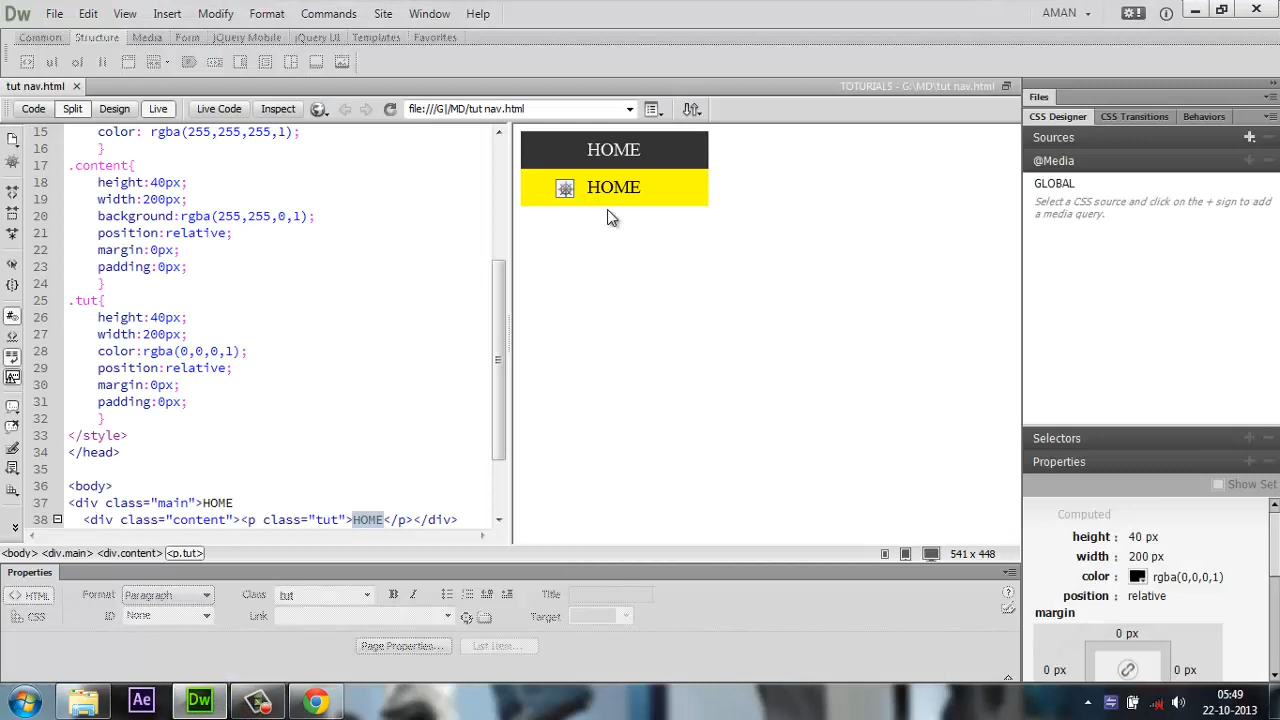 Dw File Edit View Insert Modify Format Commands Site Window Help AMAN
Common Structure Media Form jQuery Mobile jQuery UI Templates Favorites
tut nav.html × TOTURIALS - G:\MD\tut nav.html
Code Split Design Live Live Code Inspect file:///G|/MD/tut nav.html
15 color: rgba(255,255,255,1);
16 }
17 .content{
18 height:40px;
19 width:200px;
20 background:rgba(255,255,0,1);
21 position:relative;
22 margin:0px;
23 padding:0px;
24 }
25 .tut{
26 height:40px;
27 width:200px;
28 color:rgba(0,0,0,1);
29 position:relative;
30 margin:0px;
31 padding:0px;
32 }
33 </style>
34 </head>
35
36 <body>
37 <div class="main">HOME
38 <div class="content"><p class="tut">HOME</p></div>
HOME
HOME
<body> <div.main> <div.content> <p.tut> 541 x 448
Files
CSS Designer CSS Transitions Behaviors
Sources
@Media
GLOBAL
Select a CSS source and click on the + sign to add
a media query.
Selectors
Properties
Show Set
Computed
height : 40 px
width : 200 px
color : rgba(0,0,0,1)
position : relative
margin
0 px
0 px 0 px
Properties
<> HTML Format Paragraph Class tut B I Title
CSS ID None Link Target
Page Properties... List Item...
Ae Dw
05:49
22-10-2013